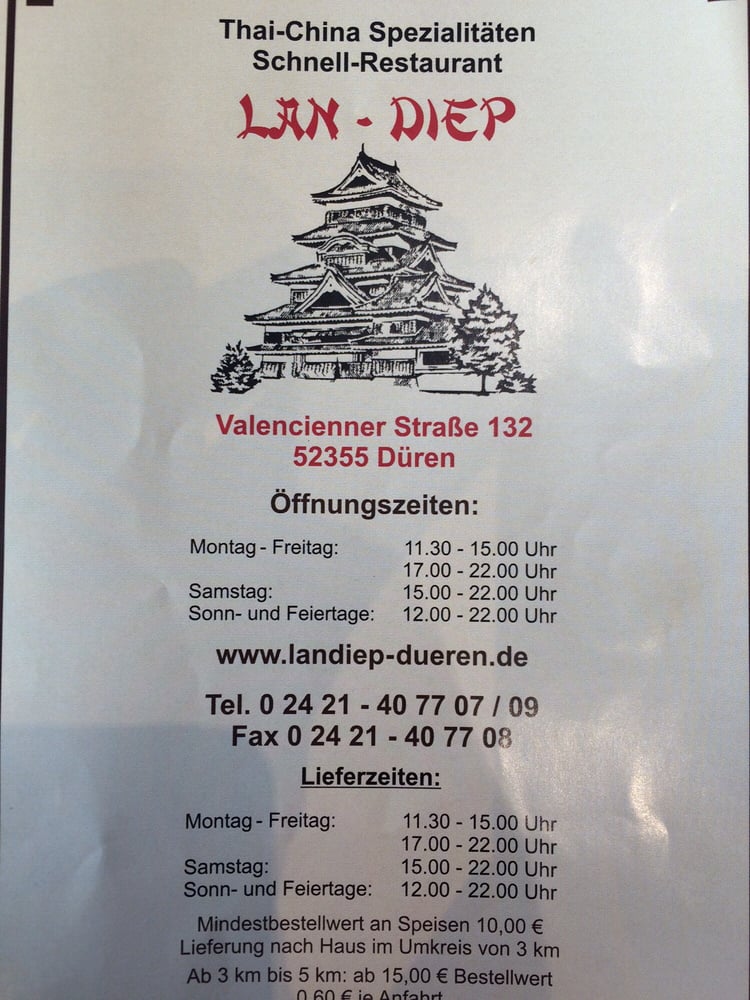 Thai-China Spezialitäten
Schnell-Restaurant
LAN - DIEP
Valencienner Straße 132
52355 Düren
Öffnungszeiten:
Montag - Freitag: 11.30 - 15.00 Uhr
17.00 - 22.00 Uhr
Samstag: 15.00 - 22.00 Uhr
Sonn- und Feiertage: 12.00 - 22.00 Uhr
www.landiep-dueren.de
Tel. 0 24 21 - 40 77 07 / 09
Fax 0 24 21 - 40 77 08
Lieferzeiten:
Montag - Freitag: 11.30 - 15.00 Uhr
17.00 - 22.00 Uhr
Samstag: 15.00 - 22.00 Uhr
Sonn- und Feiertage: 12.00 - 22.00 Uhr
Mindestbestellwert an Speisen 10,00 €
Lieferung nach Haus im Umkreis von 3 km
Ab 3 km bis 5 km: ab 15,00 € Bestellwert
0,60 € je Anfahrt